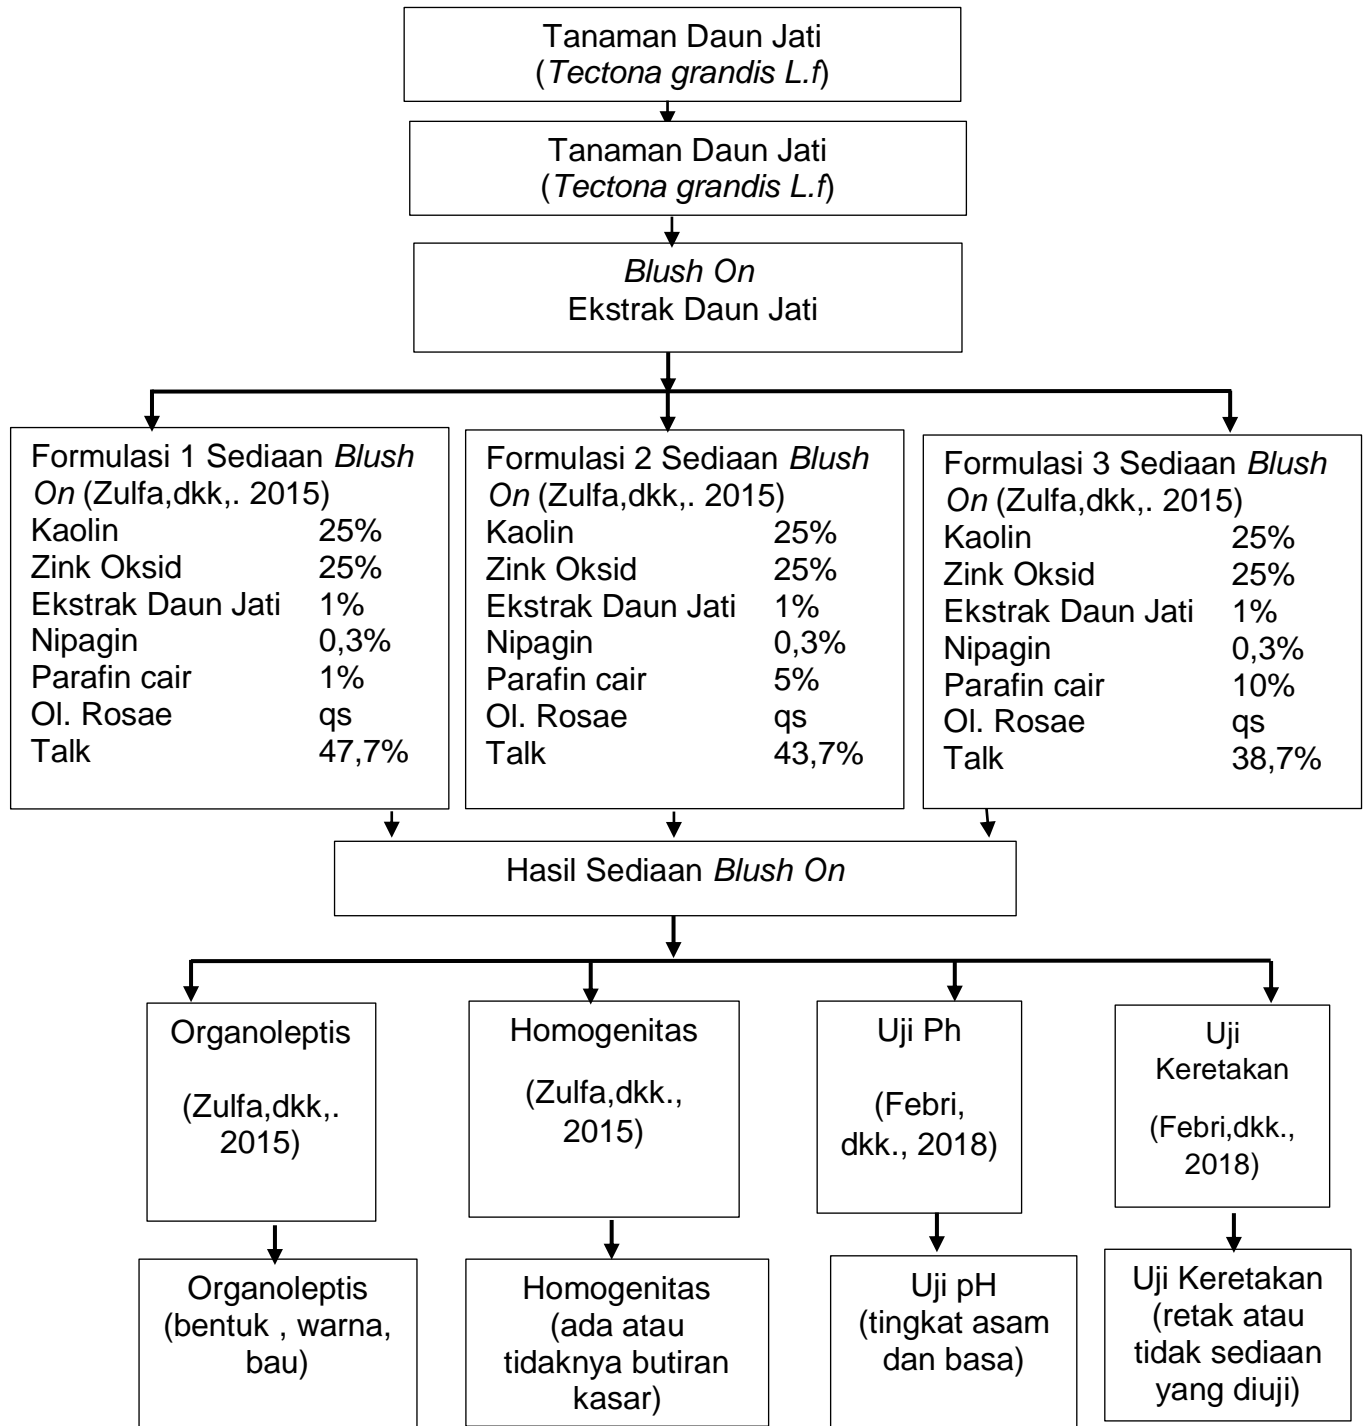 Tanaman Daun Jati
(Tectona grandis L.f)
Tanaman Daun Jati
(Tectona grandis L.f)
Blush On
Ekstrak Daun Jati
Formulasi 1 Sediaan Blush
On (Zulfa,dkk,. 2015)
Kaolin 25%
Zink Oksid 25%
Ekstrak Daun Jati 1%
Nipagin 0,3%
Parafin cair 1%
Ol. Rosae qs
Talk 47,7%
Formulasi 2 Sediaan Blush
On (Zulfa,dkk,. 2015)
Kaolin 25%
Zink Oksid 25%
Ekstrak Daun Jati 1%
Nipagin 0,3%
Parafin cair 5%
Ol. Rosae qs
Talk 43,7%
Formulasi 3 Sediaan Blush
On (Zulfa,dkk,. 2015)
Kaolin 25%
Zink Oksid 25%
Ekstrak Daun Jati 1%
Nipagin 0,3%
Parafin cair 10%
Ol. Rosae qs
Talk 38,7%
Hasil Sediaan Blush On
Organoleptis
(Zulfa,dkk,.
2015)
Homogenitas
(Zulfa,dkk.,
2015)
Uji Ph
(Febri,
dkk., 2018)
Uji
Keretakan
(Febri,dkk.,
2018)
Organoleptis
(bentuk , warna,
bau)
Homogenitas
(ada atau
tidaknya butiran
kasar)
Uji pH
(tingkat asam
dan basa)
Uji Keretakan
(retak atau
tidak sediaan
yang diuji)